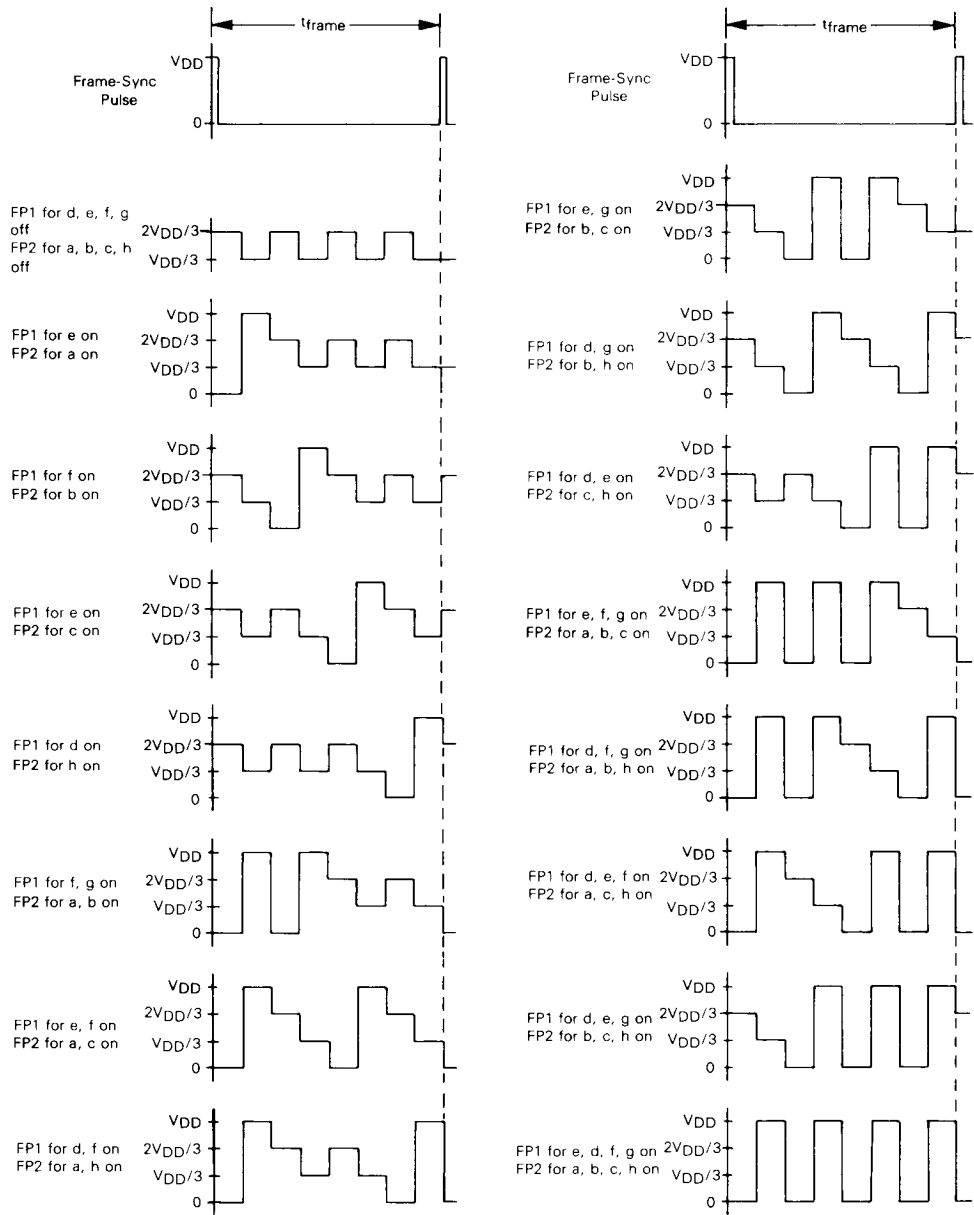 tframe
VDD
Frame-Sync
Pulse
0
FP1 for d, e, f, g
off
FP2 for a, b, c, h
off
2VDD/3
VDD/3
FP1 for e on
FP2 for a on
VDD
2VDD/3
VDD/3
0
FP1 for f on
FP2 for b on
VDD
2VDD/3
VDD/3
0
FP1 for e on
FP2 for c on
VDD
2VDD/3
VDD/3
0
FP1 for d on
FP2 for h on
VDD
2VDD/3
VDD/3
0
FP1 for f, g on
FP2 for a, b on
VDD
2VDD/3
VDD/3
0
FP1 for e, f on
FP2 for a, c on
VDD
2VDD/3
VDD/3
0
FP1 for d, f on
FP2 for a, h on
VDD
2VDD/3
VDD/3
0
tframe
VDD
Frame-Sync
Pulse
0
FP1 for e, g on
FP2 for b, c on
VDD
2VDD/3
VDD/3
0
FP1 for d, g on
FP2 for b, h on
VDD
2VDD/3
VDD/3
0
FP1 for d, e on
FP2 for c, h on
VDD
2VDD/3
VDD/3
0
FP1 for e, f, g on
FP2 for a, b, c on
VDD
2VDD/3
VDD/3
0
FP1 for d, f, g on
FP2 for a, b, h on
VDD
2VDD/3
VDD/3
0
FP1 for d, e, f on
FP2 for a, c, h on
VDD
2VDD/3
VDD/3
0
FP1 for d, e, g on
FP2 for b, c, h on
VDD
2VDD/3
VDD/3
0
FP1 for e, d, f, g on
FP2 for a, b, c, h on
VDD
2VDD/3
VDD/3
0